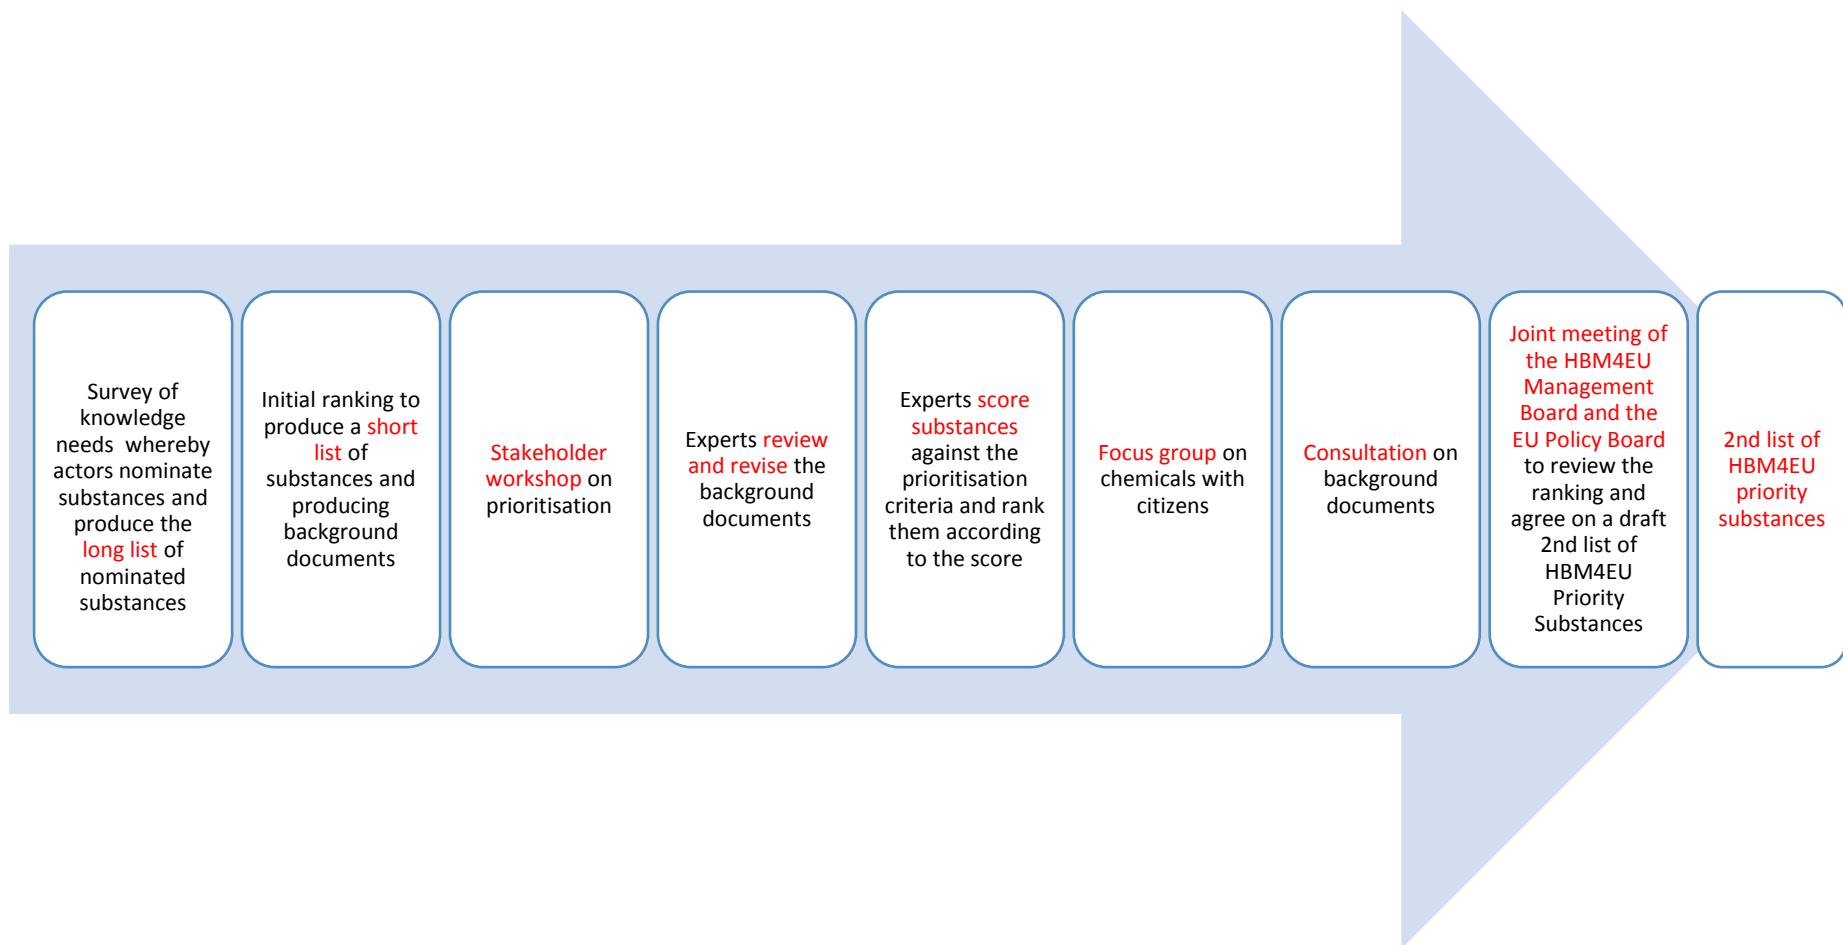 Survey of
knowledge
needs  whereby
actors nominate
substances and
produce the
long list of
nominated
substances
Initial ranking to
produce a short
list of
substances and
producing
background
documents
Stakeholder
workshop on
prioritisation
Experts review
and revise the
background
documents
Experts score
substances
against the
prioritisation
criteria and rank
them according
to the score
Focus group on
chemicals with
citizens
Consultation on
background
documents
Joint meeting of
the HBM4EU
Management
Board and the
EU Policy Board
to review the
ranking and
agree on a draft
2nd list of
HBM4EU
Priority
Substances
2nd list of
HBM4EU
priority
substances